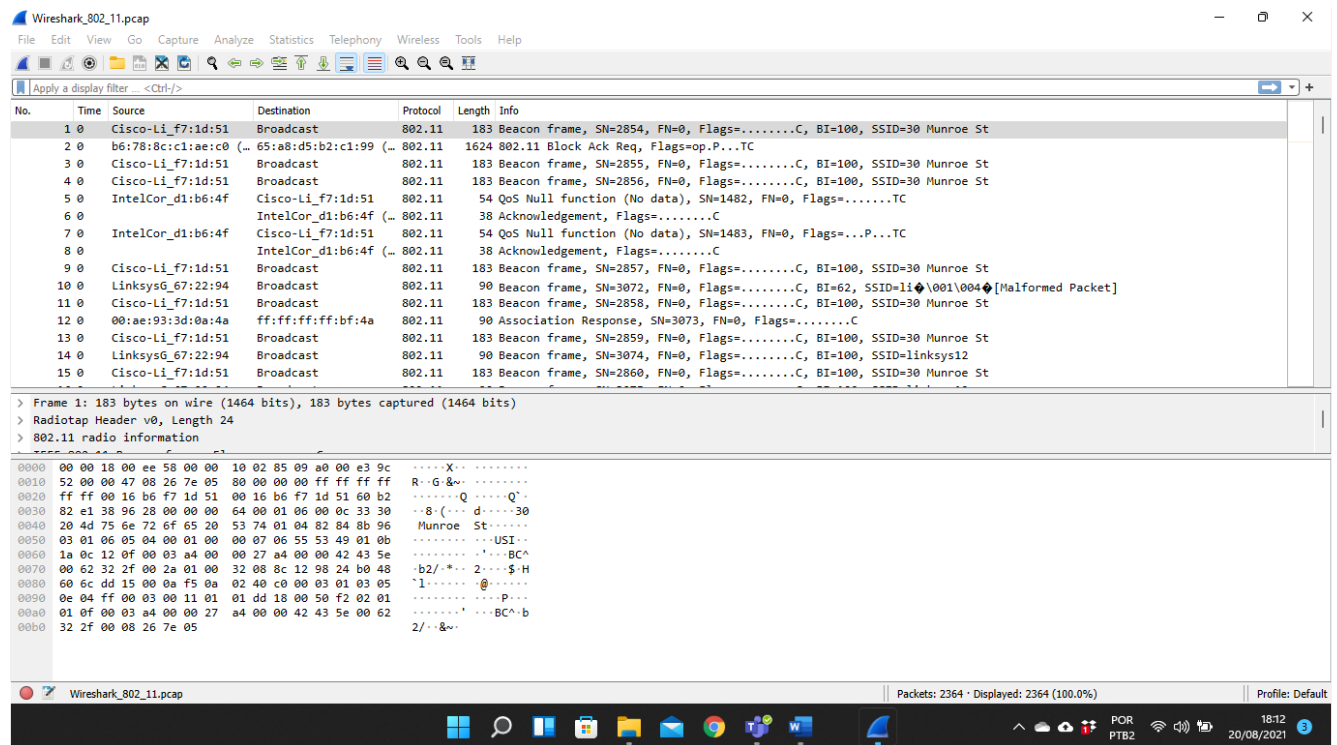 Wireshark_802_11.pcap
File Edit View Go Capture Analyze Statistics Telephony Wireless Tools Help
Apply a display filter ... <Ctrl-/>
No. Time Source Destination Protocol Length Info
1 0 Cisco-Li_f7:1d:51 Broadcast 802.11 183 Beacon frame, SN=2854, FN=0, Flags=........C, BI=100, SSID=30 Munroe St
2 0 b6:78:8c:c1:ae:c0 (… 65:a8:d5:b2:c1:99 (… 802.11 1624 802.11 Block Ack Req, Flags=op.P...TC
3 0 Cisco-Li_f7:1d:51 Broadcast 802.11 183 Beacon frame, SN=2855, FN=0, Flags=........C, BI=100, SSID=30 Munroe St
4 0 Cisco-Li_f7:1d:51 Broadcast 802.11 183 Beacon frame, SN=2856, FN=0, Flags=........C, BI=100, SSID=30 Munroe St
5 0 IntelCor_d1:b6:4f Cisco-Li_f7:1d:51 802.11 54 QoS Null function (No data), SN=1482, FN=0, Flags=.......TC
6 0 IntelCor_d1:b6:4f (… 802.11 38 Acknowledgement, Flags=........C
7 0 IntelCor_d1:b6:4f Cisco-Li_f7:1d:51 802.11 54 QoS Null function (No data), SN=1483, FN=0, Flags=...P...TC
8 0 IntelCor_d1:b6:4f (… 802.11 38 Acknowledgement, Flags=........C
9 0 Cisco-Li_f7:1d:51 Broadcast 802.11 183 Beacon frame, SN=2857, FN=0, Flags=........C, BI=100, SSID=30 Munroe St
10 0 LinksysG_67:22:94 Broadcast 802.11 90 Beacon frame, SN=3072, FN=0, Flags=........C, BI=62, SSID=li�\001\004�[Malformed Packet]
11 0 Cisco-Li_f7:1d:51 Broadcast 802.11 183 Beacon frame, SN=2858, FN=0, Flags=........C, BI=100, SSID=30 Munroe St
12 0 00:ae:93:3d:0a:4a ff:ff:ff:ff:bf:4a 802.11 90 Association Response, SN=3073, FN=0, Flags=........C
13 0 Cisco-Li_f7:1d:51 Broadcast 802.11 183 Beacon frame, SN=2859, FN=0, Flags=........C, BI=100, SSID=30 Munroe St
14 0 LinksysG_67:22:94 Broadcast 802.11 90 Beacon frame, SN=3074, FN=0, Flags=........C, BI=100, SSID=linksys12
15 0 Cisco-Li_f7:1d:51 Broadcast 802.11 183 Beacon frame, SN=2860, FN=0, Flags=........C, BI=100, SSID=30 Munroe St
> Frame 1: 183 bytes on wire (1464 bits), 183 bytes captured (1464 bits)
> Radiotap Header v0, Length 24
> 802.11 radio information
0000 00 00 18 00 ee 58 00 00 10 02 85 09 a0 00 e3 9c ·····X·· ········
0010 52 00 00 47 08 26 7e 05 80 00 00 00 ff ff ff ff R··G·&~· ········
0020 ff ff 00 16 b6 f7 1d 51 00 16 b6 f7 1d 51 60 b2 ·······Q ·····Q`·
0030 82 e1 38 96 28 00 00 00 64 00 01 06 00 0c 33 30 ··8·(··· d·····30
0040 20 4d 75 6e 72 6f 65 20 53 74 01 04 82 84 8b 96 Munroe St······
0050 03 01 06 05 04 00 01 00 00 07 06 55 53 49 01 0b ········ ···USI··
0060 1a 0c 12 0f 00 03 a4 00 00 27 a4 00 00 42 43 5e ········ ·'···BC^
0070 00 62 32 2f 00 2a 01 00 32 08 8c 12 98 24 b0 48 ·b2/·*·· 2····$·H
0080 60 6c dd 15 00 0a f5 0a 02 40 c0 00 03 01 03 05 `l······ ·@······
0090 0e 04 ff 00 03 00 11 01 01 dd 18 00 50 f2 02 01 ········ ····P···
00a0 01 0f 00 03 a4 00 00 27 a4 00 00 42 43 5e 00 62 ·······' ···BC^·b
00b0 32 2f 00 08 26 7e 05 2/··&~·
Wireshark_802_11.pcap Packets: 2364 · Displayed: 2364 (100.0%) Profile: Default
POR 18:12
PTB2 20/08/2021 3